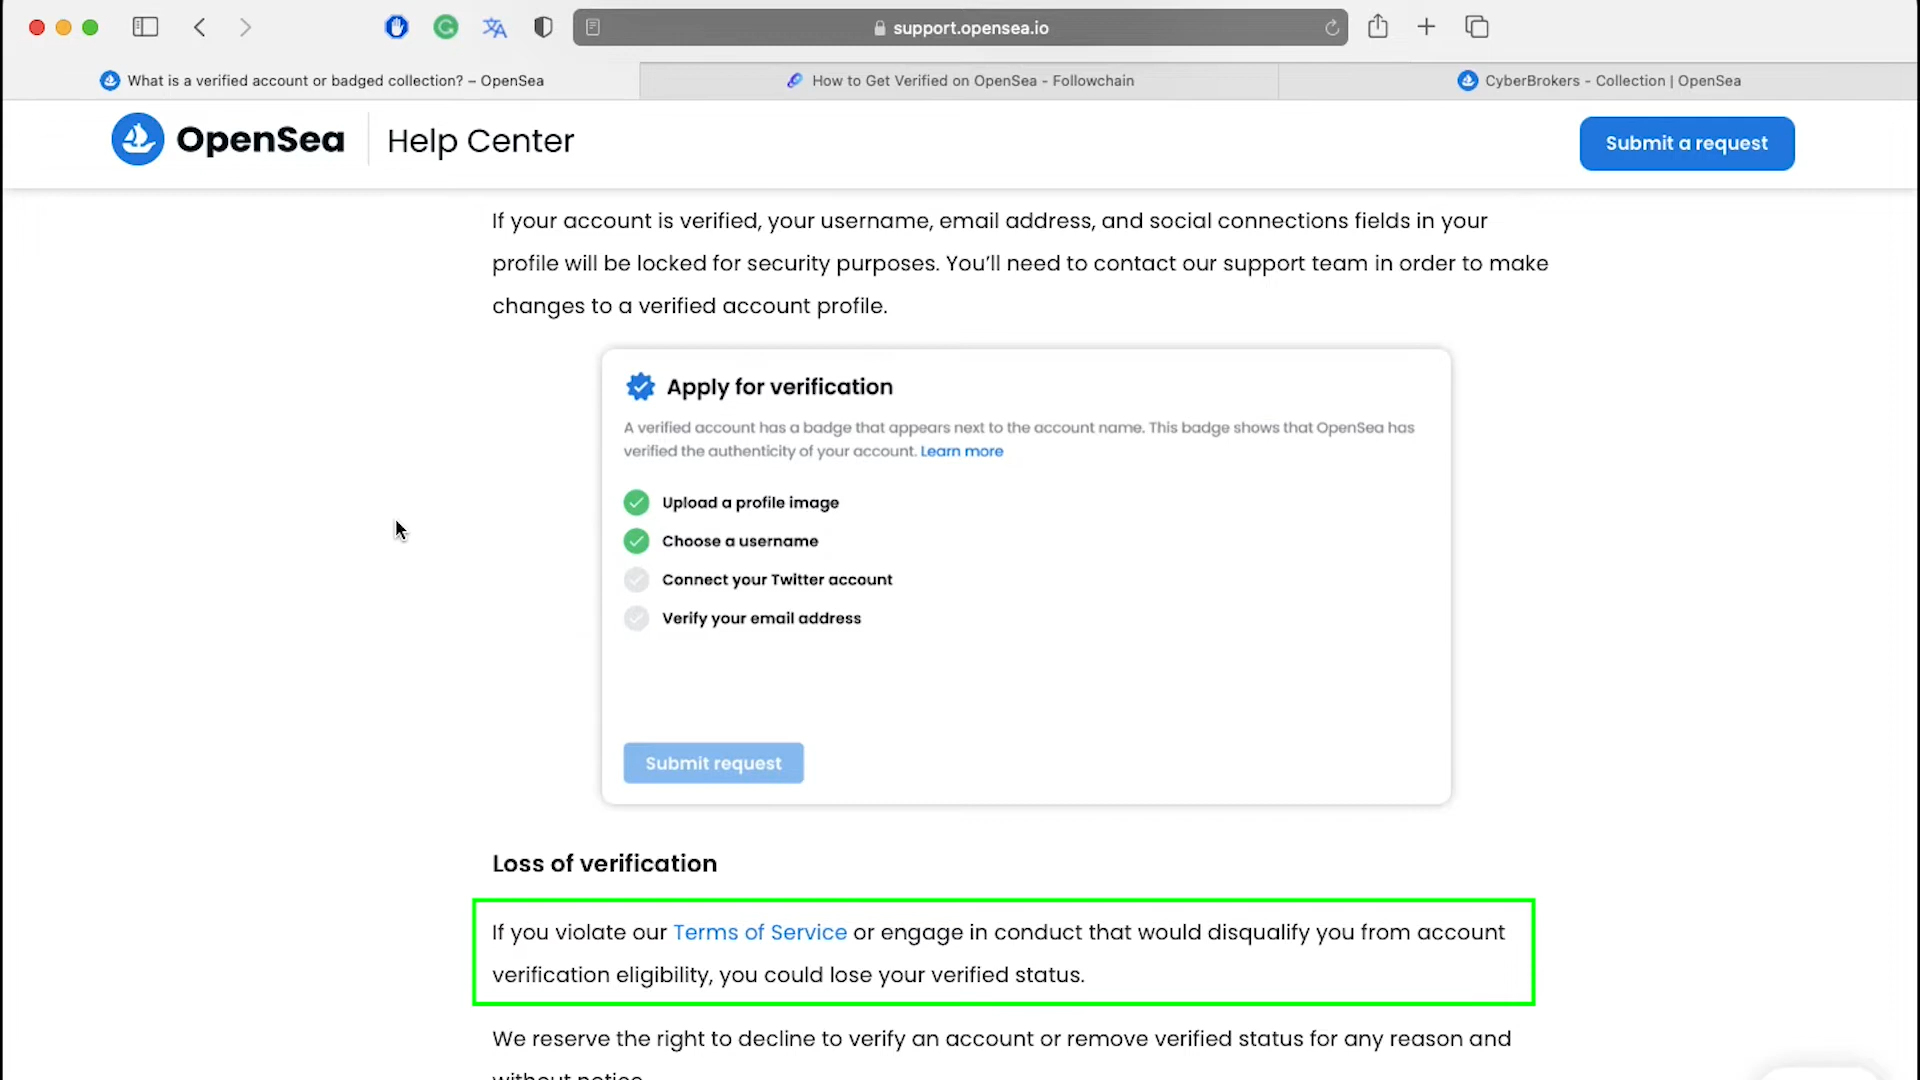 support.opensea.io
What is a verified account or badged collection? – OpenSea
How to Get Verified on OpenSea - Followchain
CyberBrokers - Collection | OpenSea
OpenSea
Help Center
Submit a request
If your account is verified, your username, email address, and social connections fields in your
profile will be locked for security purposes. You’ll need to contact our support team in order to make
changes to a verified account profile.
Apply for verification
A verified account has a badge that appears next to the account name. This badge shows that OpenSea has
verified the authenticity of your account. Learn more
Upload a profile image
Choose a username
Connect your Twitter account
Verify your email address
Submit request
Loss of verification
If you violate our Terms of Service or engage in conduct that would disqualify you from account
verification eligibility, you could lose your verified status.
We reserve the right to decline to verify an account or remove verified status for any reason and
without notice